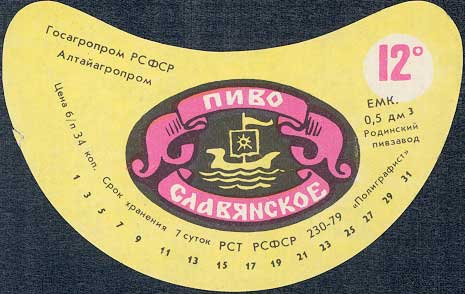 Госагропром РСФСР
Алтайагропром
12°
ЕМК.
0,5 дм 3
Родинский
пивзавод
ПИВО
СЛАВЯНСКОЕ
Цена б/п 34 коп. Срок хранения 7 суток РСТ РСФСР 230-79 «Полиграфист»
1 3 5 7 9 11 13 15 17 19 21 23 25 27 29 31